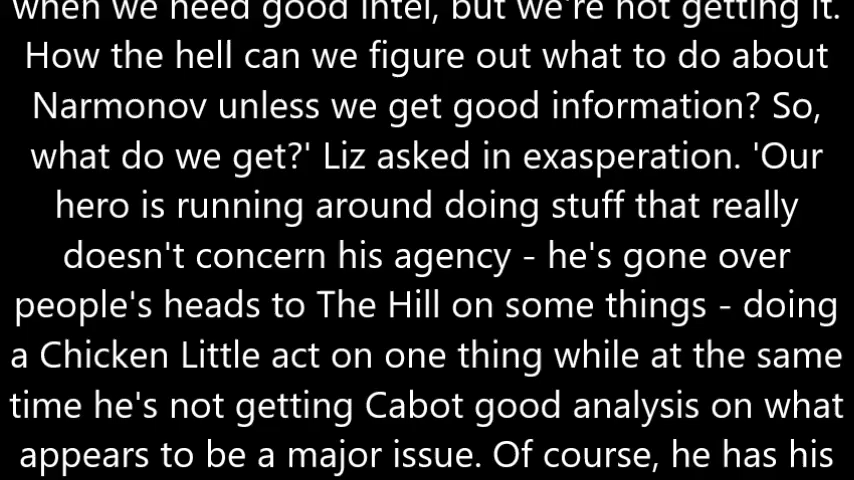 when we need good intel, but we're not getting it.
How the hell can we figure out what to do about
Narmonov unless we get good information? So,
what do we get?' Liz asked in exasperation. 'Our
hero is running around doing stuff that really
doesn't concern his agency - he's gone over
people's heads to The Hill on some things - doing
a Chicken Little act on one thing while at the same
time he's not getting Cabot good analysis on what
appears to be a major issue. Of course, he has his